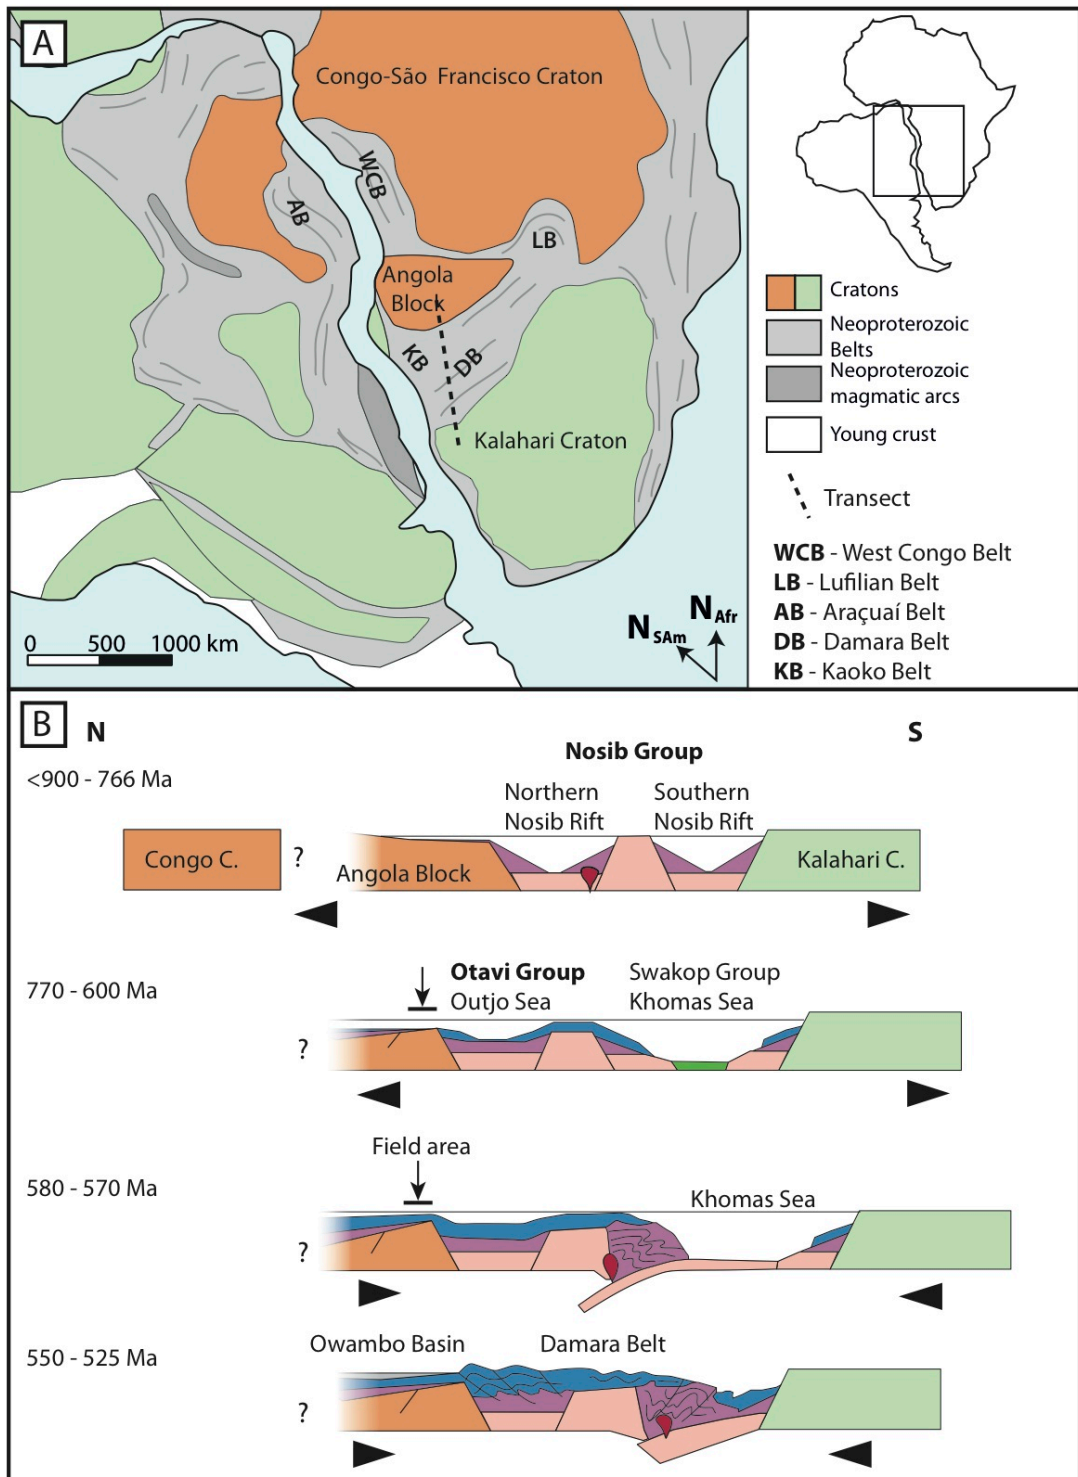 A
Congo-São Francisco Craton
WCB
AB
LB
Angola
Block
KB
DB
Kalahari Craton
0 500 1000 km
N SAm
N Afr
Cratons
Neoproterozoic
Belts
Neoproterozoic
magmatic arcs
Young crust
Transect
WCB - West Congo Belt
LB - Lufilian Belt
AB - Araçuaí Belt
DB - Damara Belt
KB - Kaoko Belt
B
N
S
<900 - 766 Ma
Nosib Group
Northern
Nosib Rift
Southern
Nosib Rift
Congo C.
?
Angola Block
Kalahari C.
770 - 600 Ma
Otavi Group
Outjo Sea
Swakop Group
Khomas Sea
?
Field area
580 - 570 Ma
Khomas Sea
?
550 - 525 Ma
Owambo Basin
Damara Belt
?